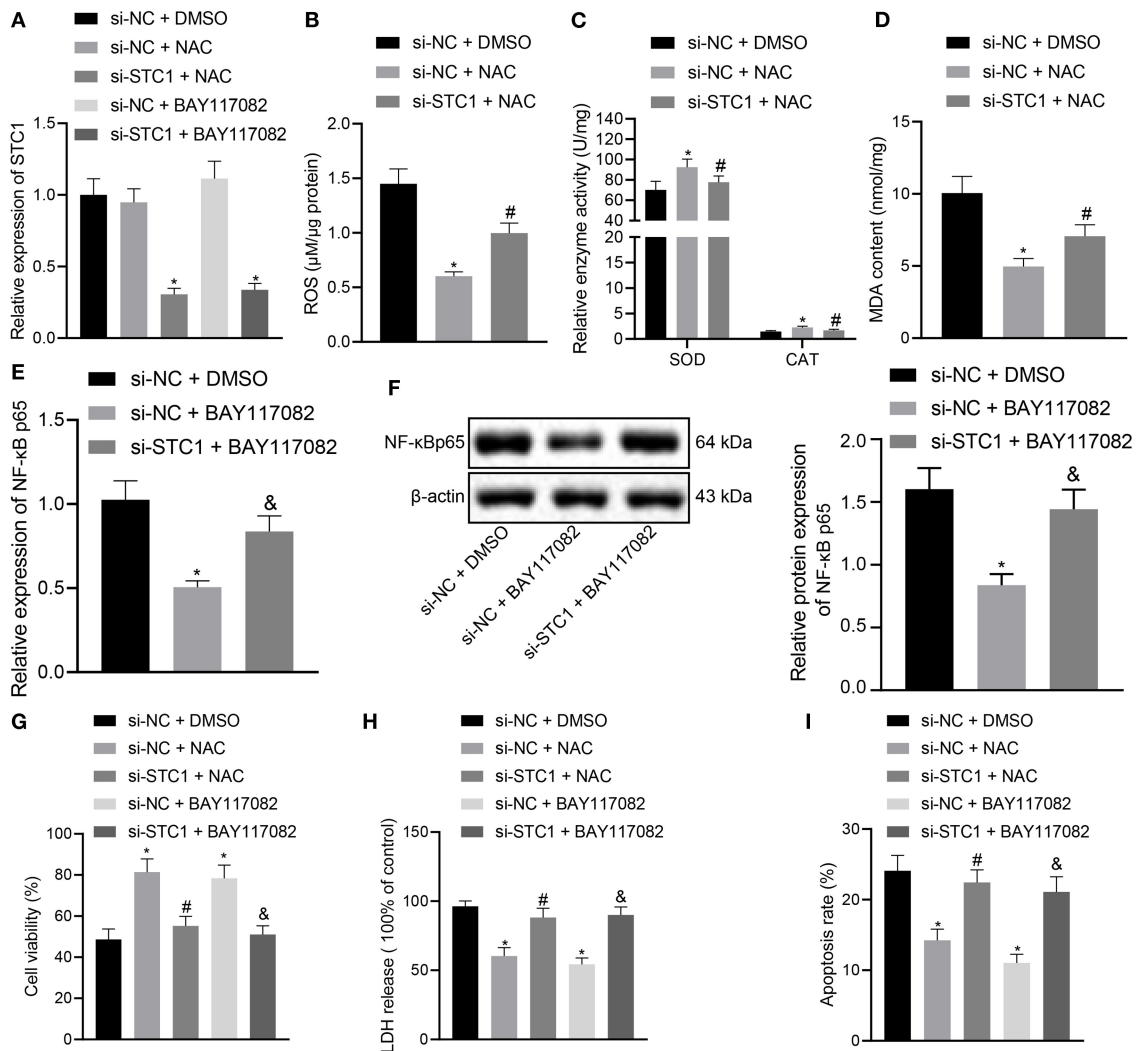 A
si-NC + DMSO
si-NC + NAC
si-STC1 + NAC
si-NC + BAY117082
si-STC1 + BAY117082
Relative expression of STC1
1.5
1.0
0.5
0.0
*
*
B
si-NC + DMSO
si-NC + NAC
si-STC1 + NAC
ROS (μM/μg protein)
2.0
1.5
1.0
0.5
0.0
*
#
C
si-NC + DMSO
si-NC + NAC
si-STC1 + NAC
Relative enzyme activity (U/mg)
140
120
100
80
60
40
20
15
10
5
0
*
#
*
#
SOD
CAT
D
si-NC + DMSO
si-NC + NAC
si-STC1 + NAC
MDA content (nmol/mg)
15
10
5
0
*
#
E
si-NC + DMSO
si-NC + BAY117082
si-STC1 + BAY117082
Relative expression of NF-κB p65
1.5
1.0
0.5
0.0
*
&
F
NF-κBp65
64 kDa
β-actin
43 kDa
si-NC + DMSO
si-NC + BAY117082
si-STC1 + BAY117082
si-NC + DMSO
si-NC + BAY117082
si-STC1 + BAY117082
Relative protein expression
of NF-κB p65
2.0
1.5
1.0
0.5
0.0
*
&
G
si-NC + DMSO
si-NC + NAC
si-STC1 + NAC
si-NC + BAY117082
si-STC1 + BAY117082
Cell viability (%)
100
80
60
40
20
0
*
#
*
&
H
si-NC + DMSO
si-NC + NAC
si-STC1 + NAC
si-NC + BAY117082
si-STC1 + BAY117082
LDH release ( 100% of control)
150
100
50
0
*
#
*
&
I
si-NC + DMSO
si-NC + NAC
si-STC1 + NAC
si-NC + BAY117082
si-STC1 + BAY117082
Apoptosis rate (%)
30
20
10
0
*
#
*
&